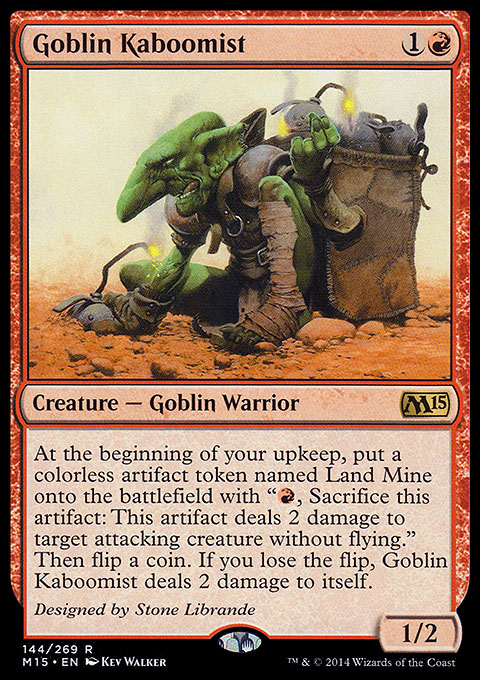 Goblin Kaboomist 1
Creature — Goblin Warrior M15
At the beginning of your upkeep, put a
colorless artifact token named Land Mine
onto the battlefield with “, Sacrifice this
artifact: This artifact deals 2 damage to
target attacking creature without flying.”
Then flip a coin. If you lose the flip, Goblin
Kaboomist deals 2 damage to itself.
Designed by Stone Librande
1/2
144/269 R
M15 • EN Kev Walker
™ & © 2014 Wizards of the Coast